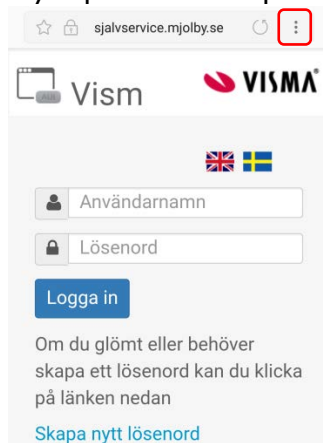 sjalvservice.mjolby.se
Vism
VISMA
Användarnamn
Lösenord
Logga in
Om du glömt eller behöver
skapa ett lösenord kan du klicka
på länken nedan
Skapa nytt lösenord